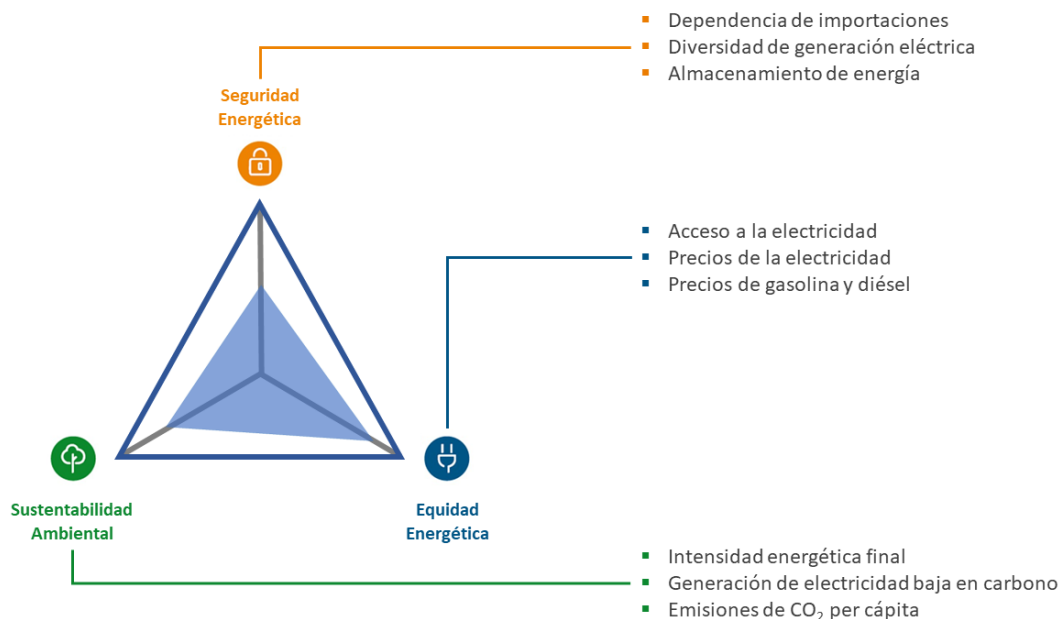 Dependencia de importaciones
Diversidad de generación eléctrica
Almacenamiento de energía
Seguridad
Energética
Acceso a la electricidad
Precios de la electricidad
Precios de gasolina y diésel
Sustentabilidad
Ambiental
Equidad
Energética
Intensidad energética final
Generación de electricidad baja en carbono
Emisiones de CO₂ per cápita